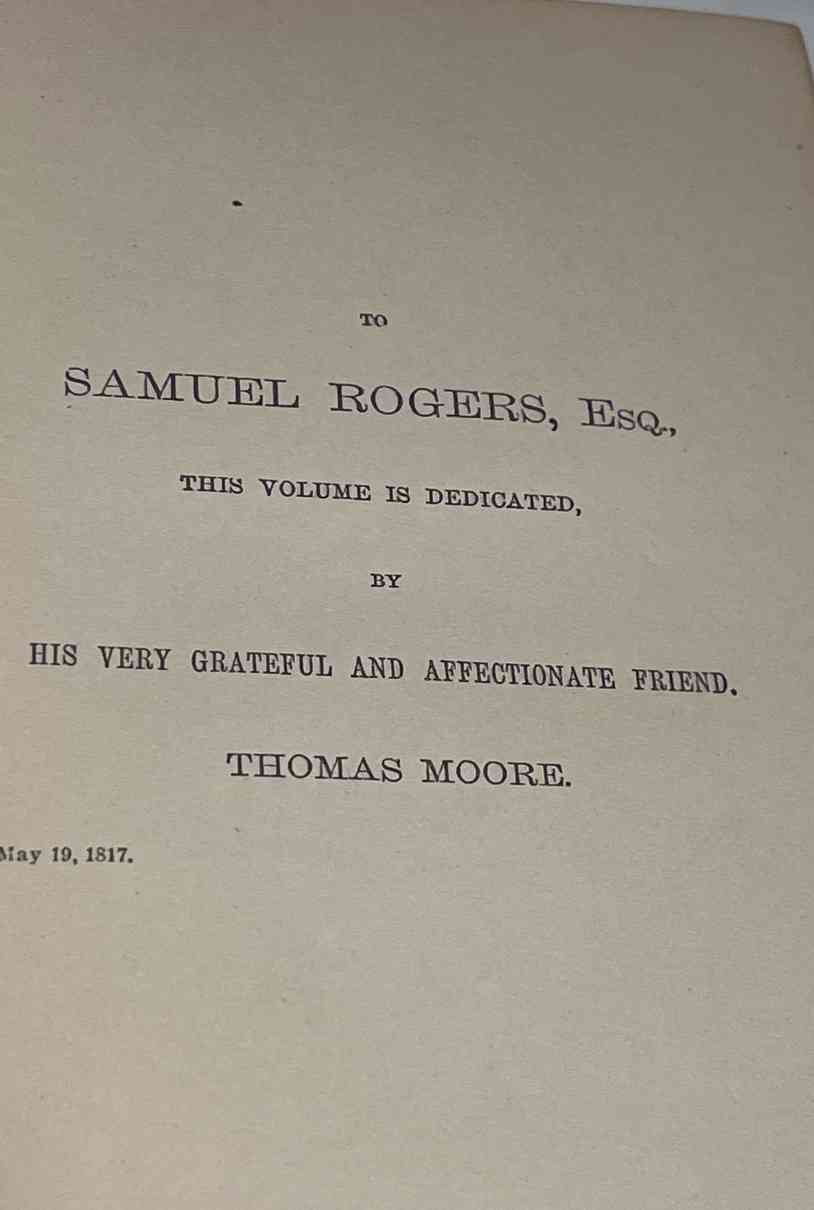 TO
SAMUEL ROGERS, ESQ.,
THIS VOLUME IS DEDICATED,
BY
HIS VERY GRATEFUL AND AFFECTIONATE FRIEND.
THOMAS MOORE.
May 19, 1817.